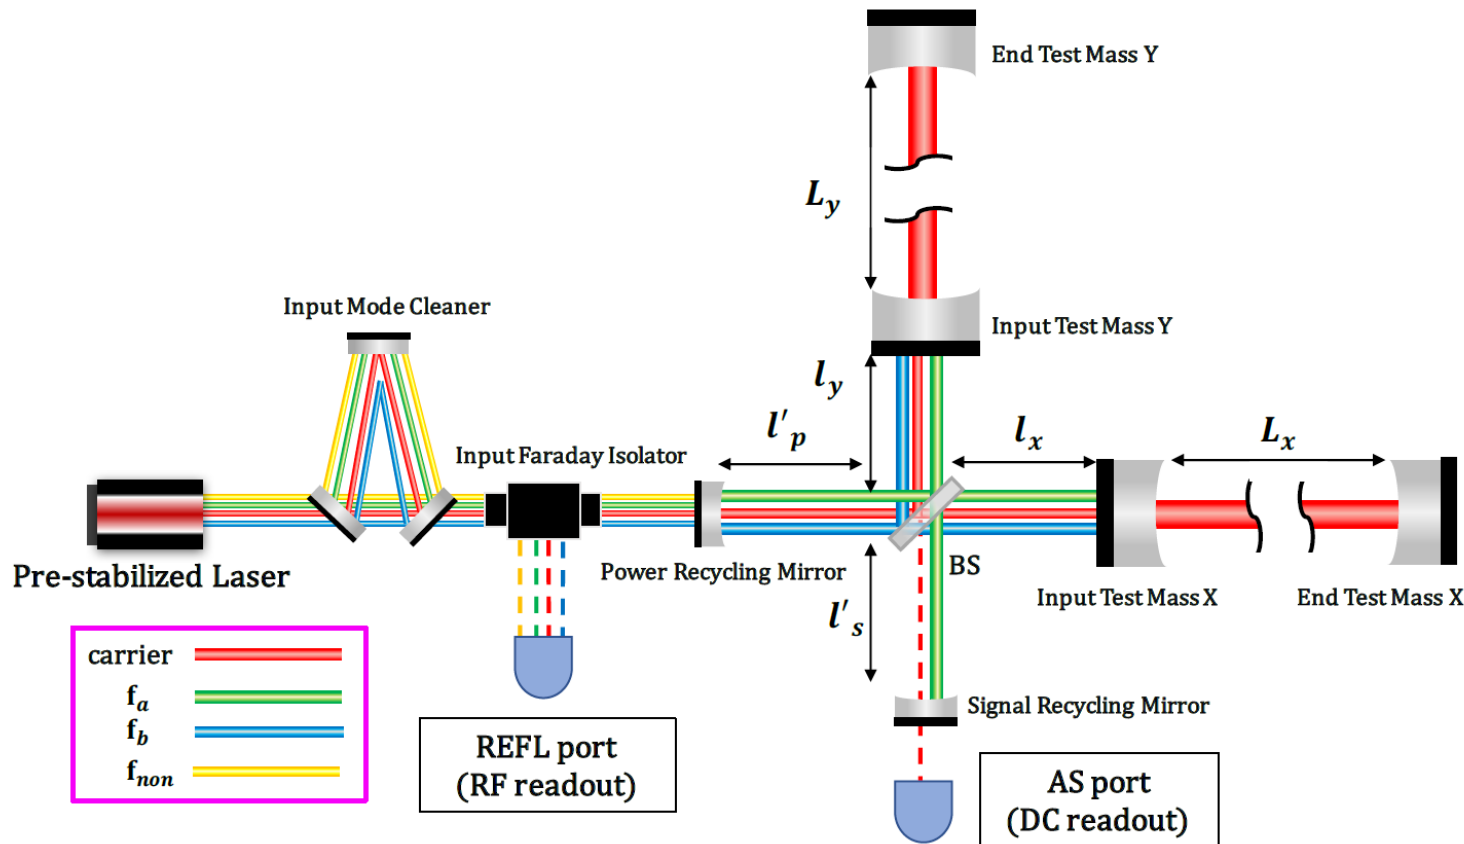 End Test Mass Y
L_y
Input Mode Cleaner
Input Test Mass Y
l_y
l'_p
l_x
L_x
Input Faraday Isolator
Pre-stabilized Laser
Power Recycling Mirror
BS
Input Test Mass X
End Test Mass X
l'_s
carrier
f_a
f_b
f_non
Signal Recycling Mirror
REFL port
(RF readout)
AS port
(DC readout)